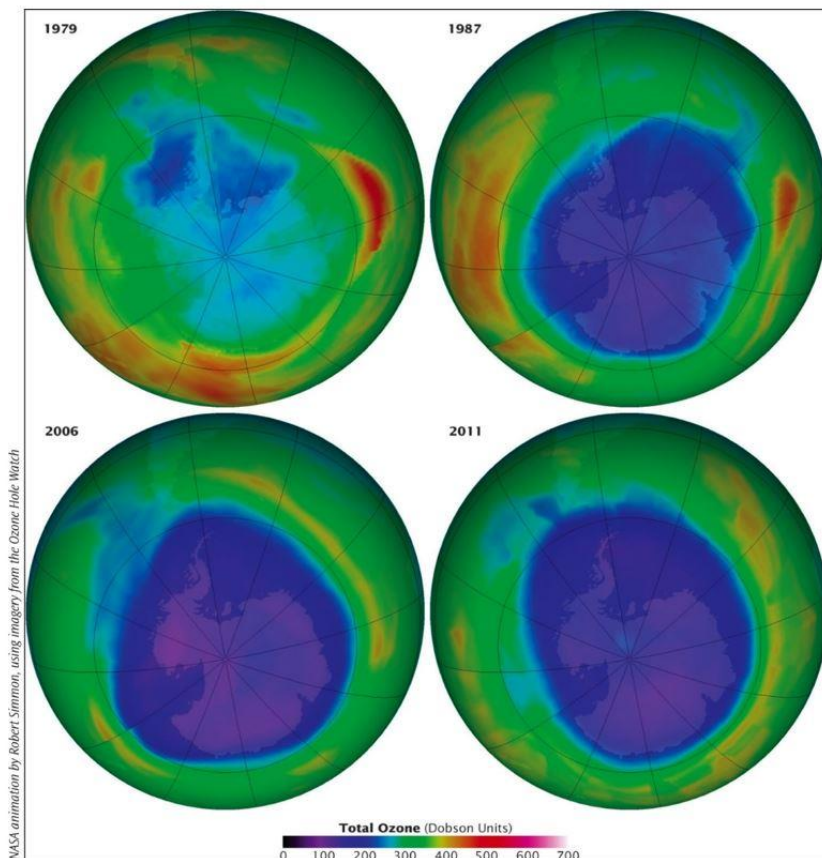 1979
1987
2006
2011
NASA animation by Robert Simmon, using imagery from the Ozone Hole Watch
Total Ozone (Dobson Units)
0 100 200 300 400 500 600 700